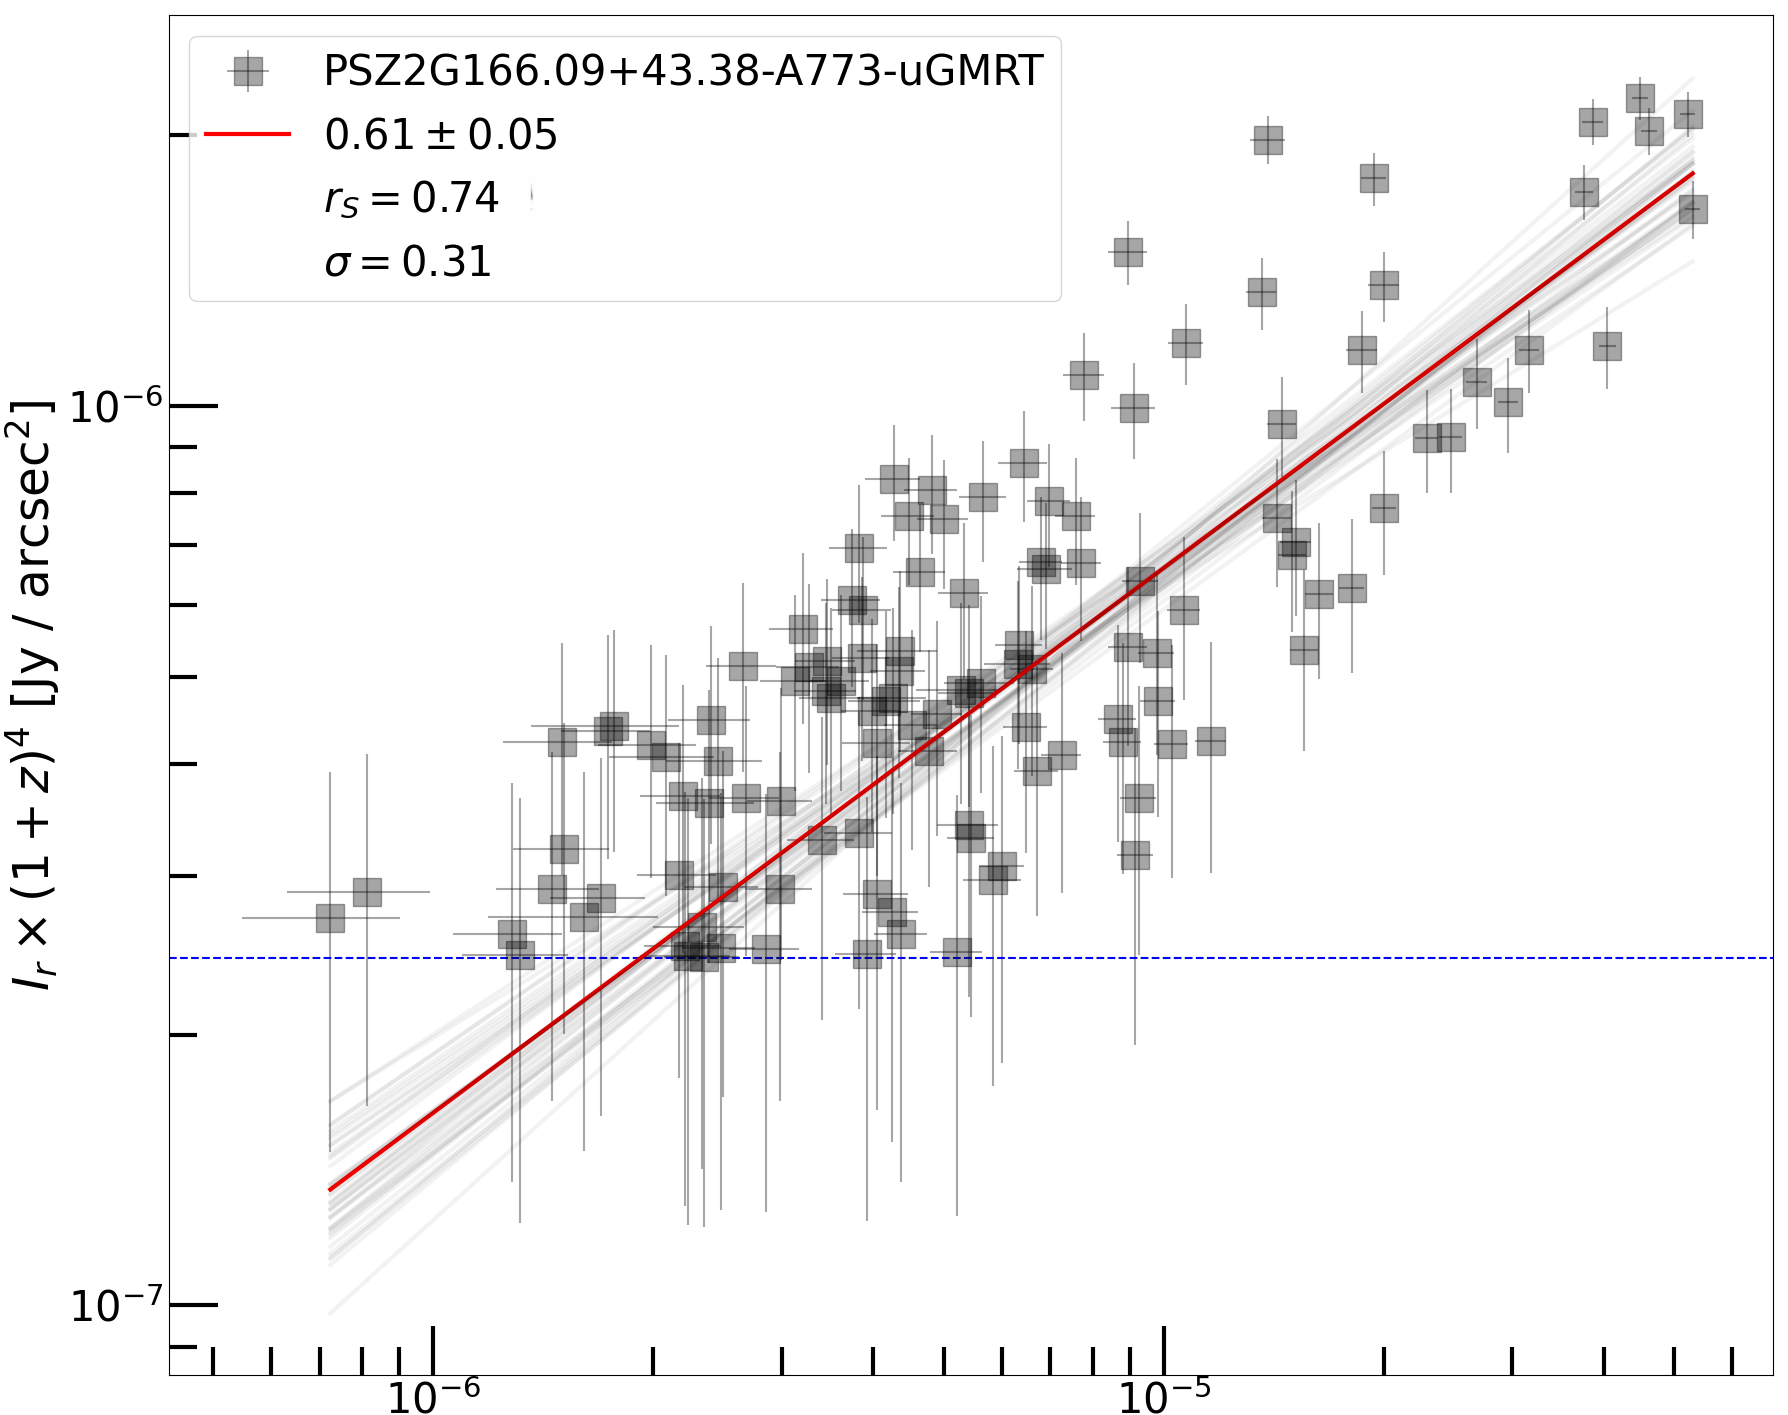 PSZ2G166.09+43.38-A773-uGMRT
0.61 ± 0.05
r_S = 0.74
σ = 0.31
I_r × (1 + z)^4 [Jy / arcsec^2]
10^−6
10^−7
10^−6
10^−5